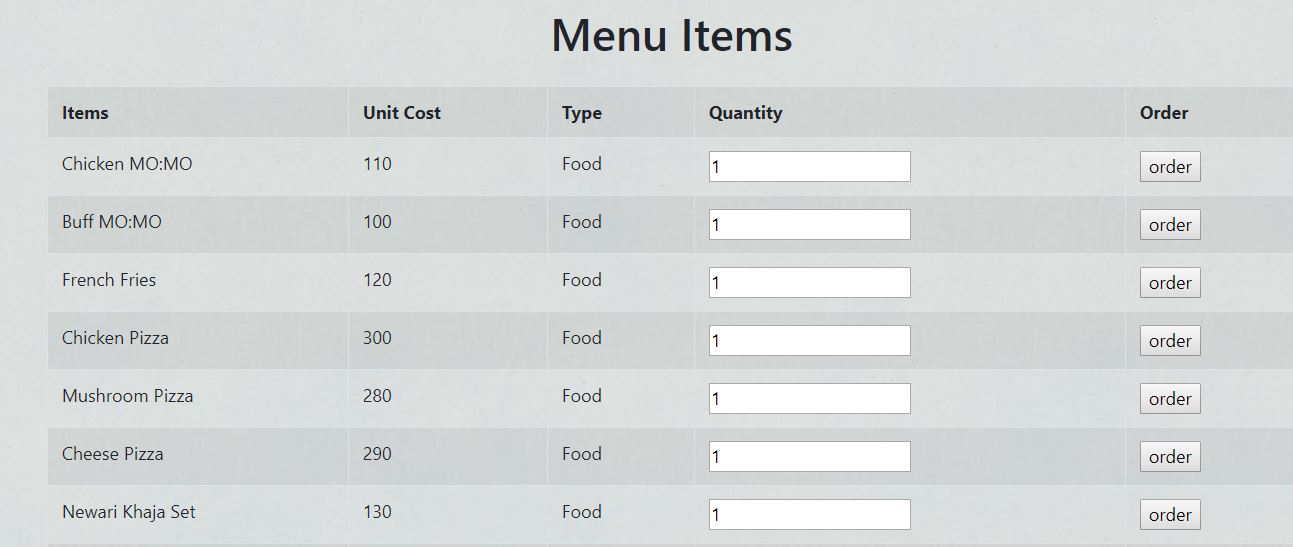 Menu Items
Items Unit Cost Type Quantity Order
Chicken MO:MO 110 Food 1 order
Buff MO:MO 100 Food 1 order
French Fries 120 Food 1 order
Chicken Pizza 300 Food 1 order
Mushroom Pizza 280 Food 1 order
Cheese Pizza 290 Food 1 order
Newari Khaja Set 130 Food 1 order